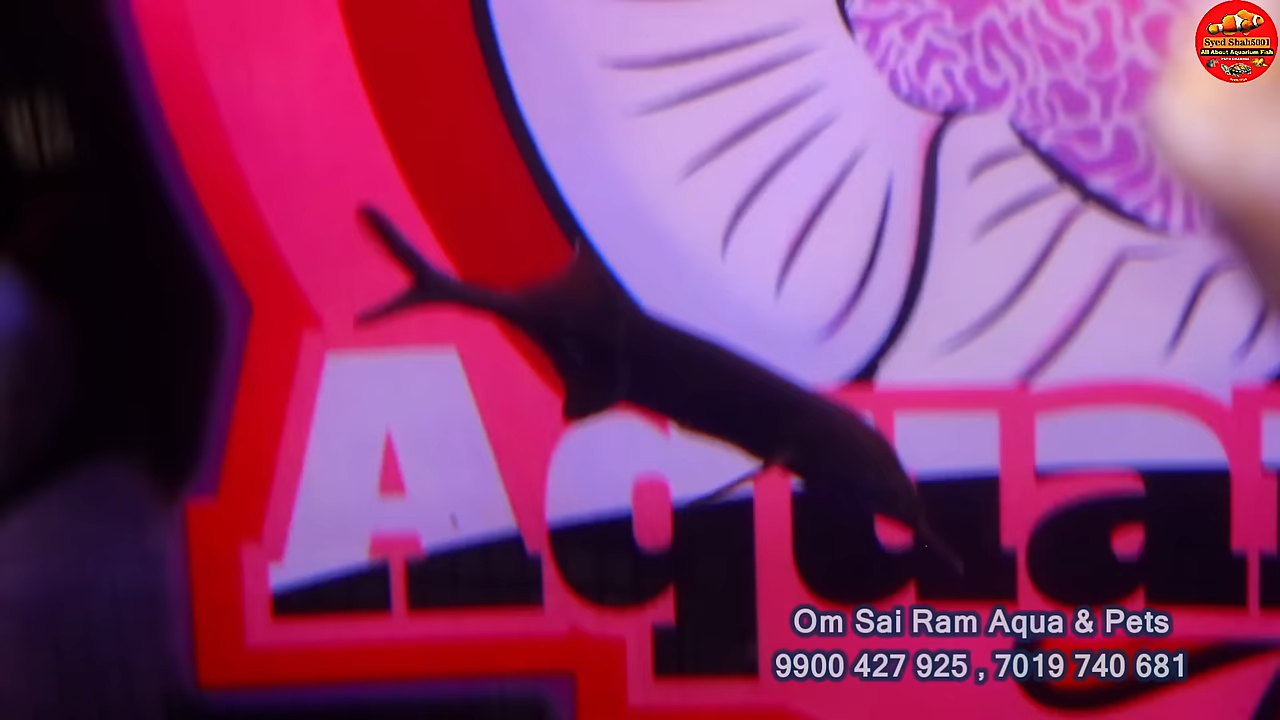 Syed Shah5001
All About Aquarium Fish
Aqua
Om Sai Ram Aqua & Pets
9900 427 925 , 7019 740 681